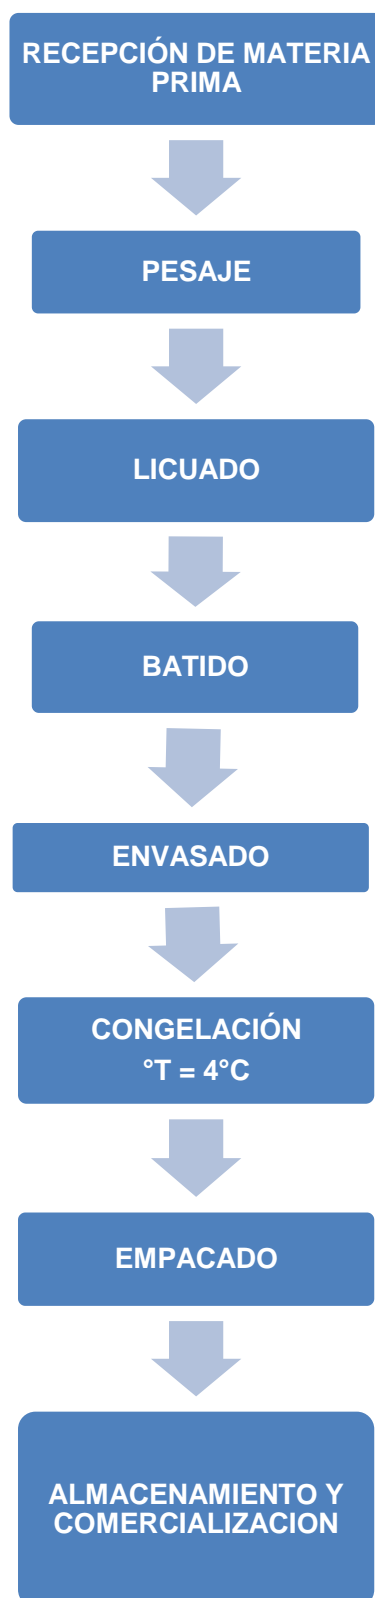 RECEPCIÓN DE MATERIA
PRIMA
PESAJE
LICUADO
BATIDO
ENVASADO
CONGELACIÓN
°T = 4°C
EMPACADO
ALMACENAMIENTO Y
COMERCIALIZACION